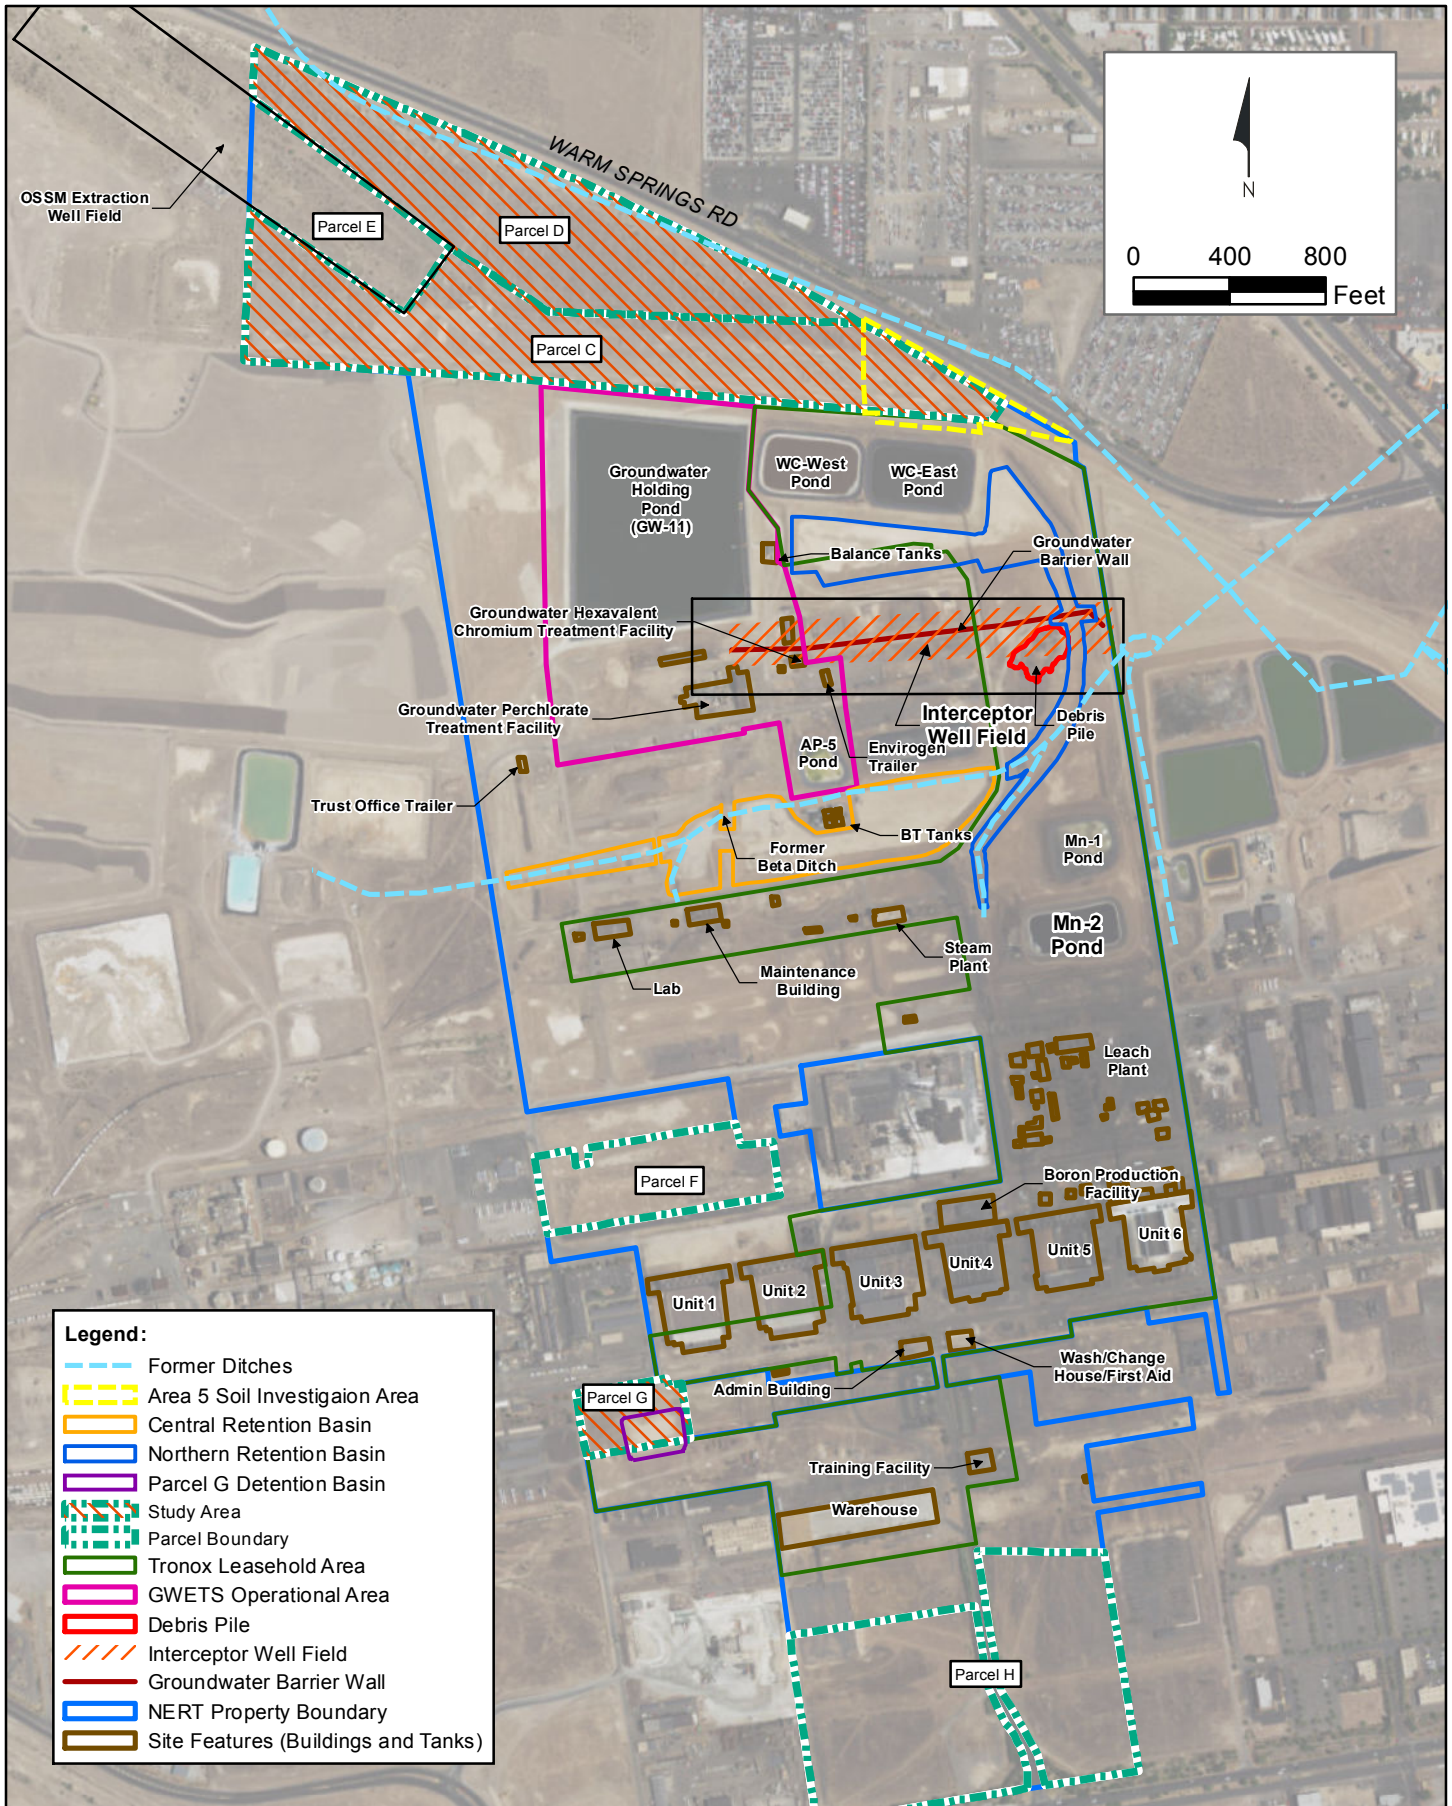 WARM SPRINGS RD
N
0 400 800
Feet
OSSM Extraction
Well Field
Parcel E
Parcel D
Parcel C
Groundwater
Holding
Pond
(GW-11)
WC-West
Pond
WC-East
Pond
Balance Tanks
Groundwater
Barrier Wall
Groundwater Hexavalent
Chromium Treatment Facility
Groundwater Perchlorate
Treatment Facility
Interceptor
Well Field
Debris
Pile
AP-5
Pond
Envirogen
Trailer
Trust Office Trailer
BT Tanks
Former
Beta Ditch
Mn-1
Pond
Mn-2
Pond
Steam
Plant
Maintenance
Building
Lab
Leach
Plant
Parcel F
Boron Production
Facility
Unit 6
Unit 5
Unit 4
Unit 3
Unit 2
Unit 1
Wash/Change
House/First Aid
Admin Building
Parcel G
Training Facility
Warehouse
Parcel H
Legend:
Former Ditches
Area 5 Soil Investigaion Area
Central Retention Basin
Northern Retention Basin
Parcel G Detention Basin
Study Area
Parcel Boundary
Tronox Leasehold Area
GWETS Operational Area
Debris Pile
Interceptor Well Field
Groundwater Barrier Wall
NERT Property Boundary
Site Features (Buildings and Tanks)